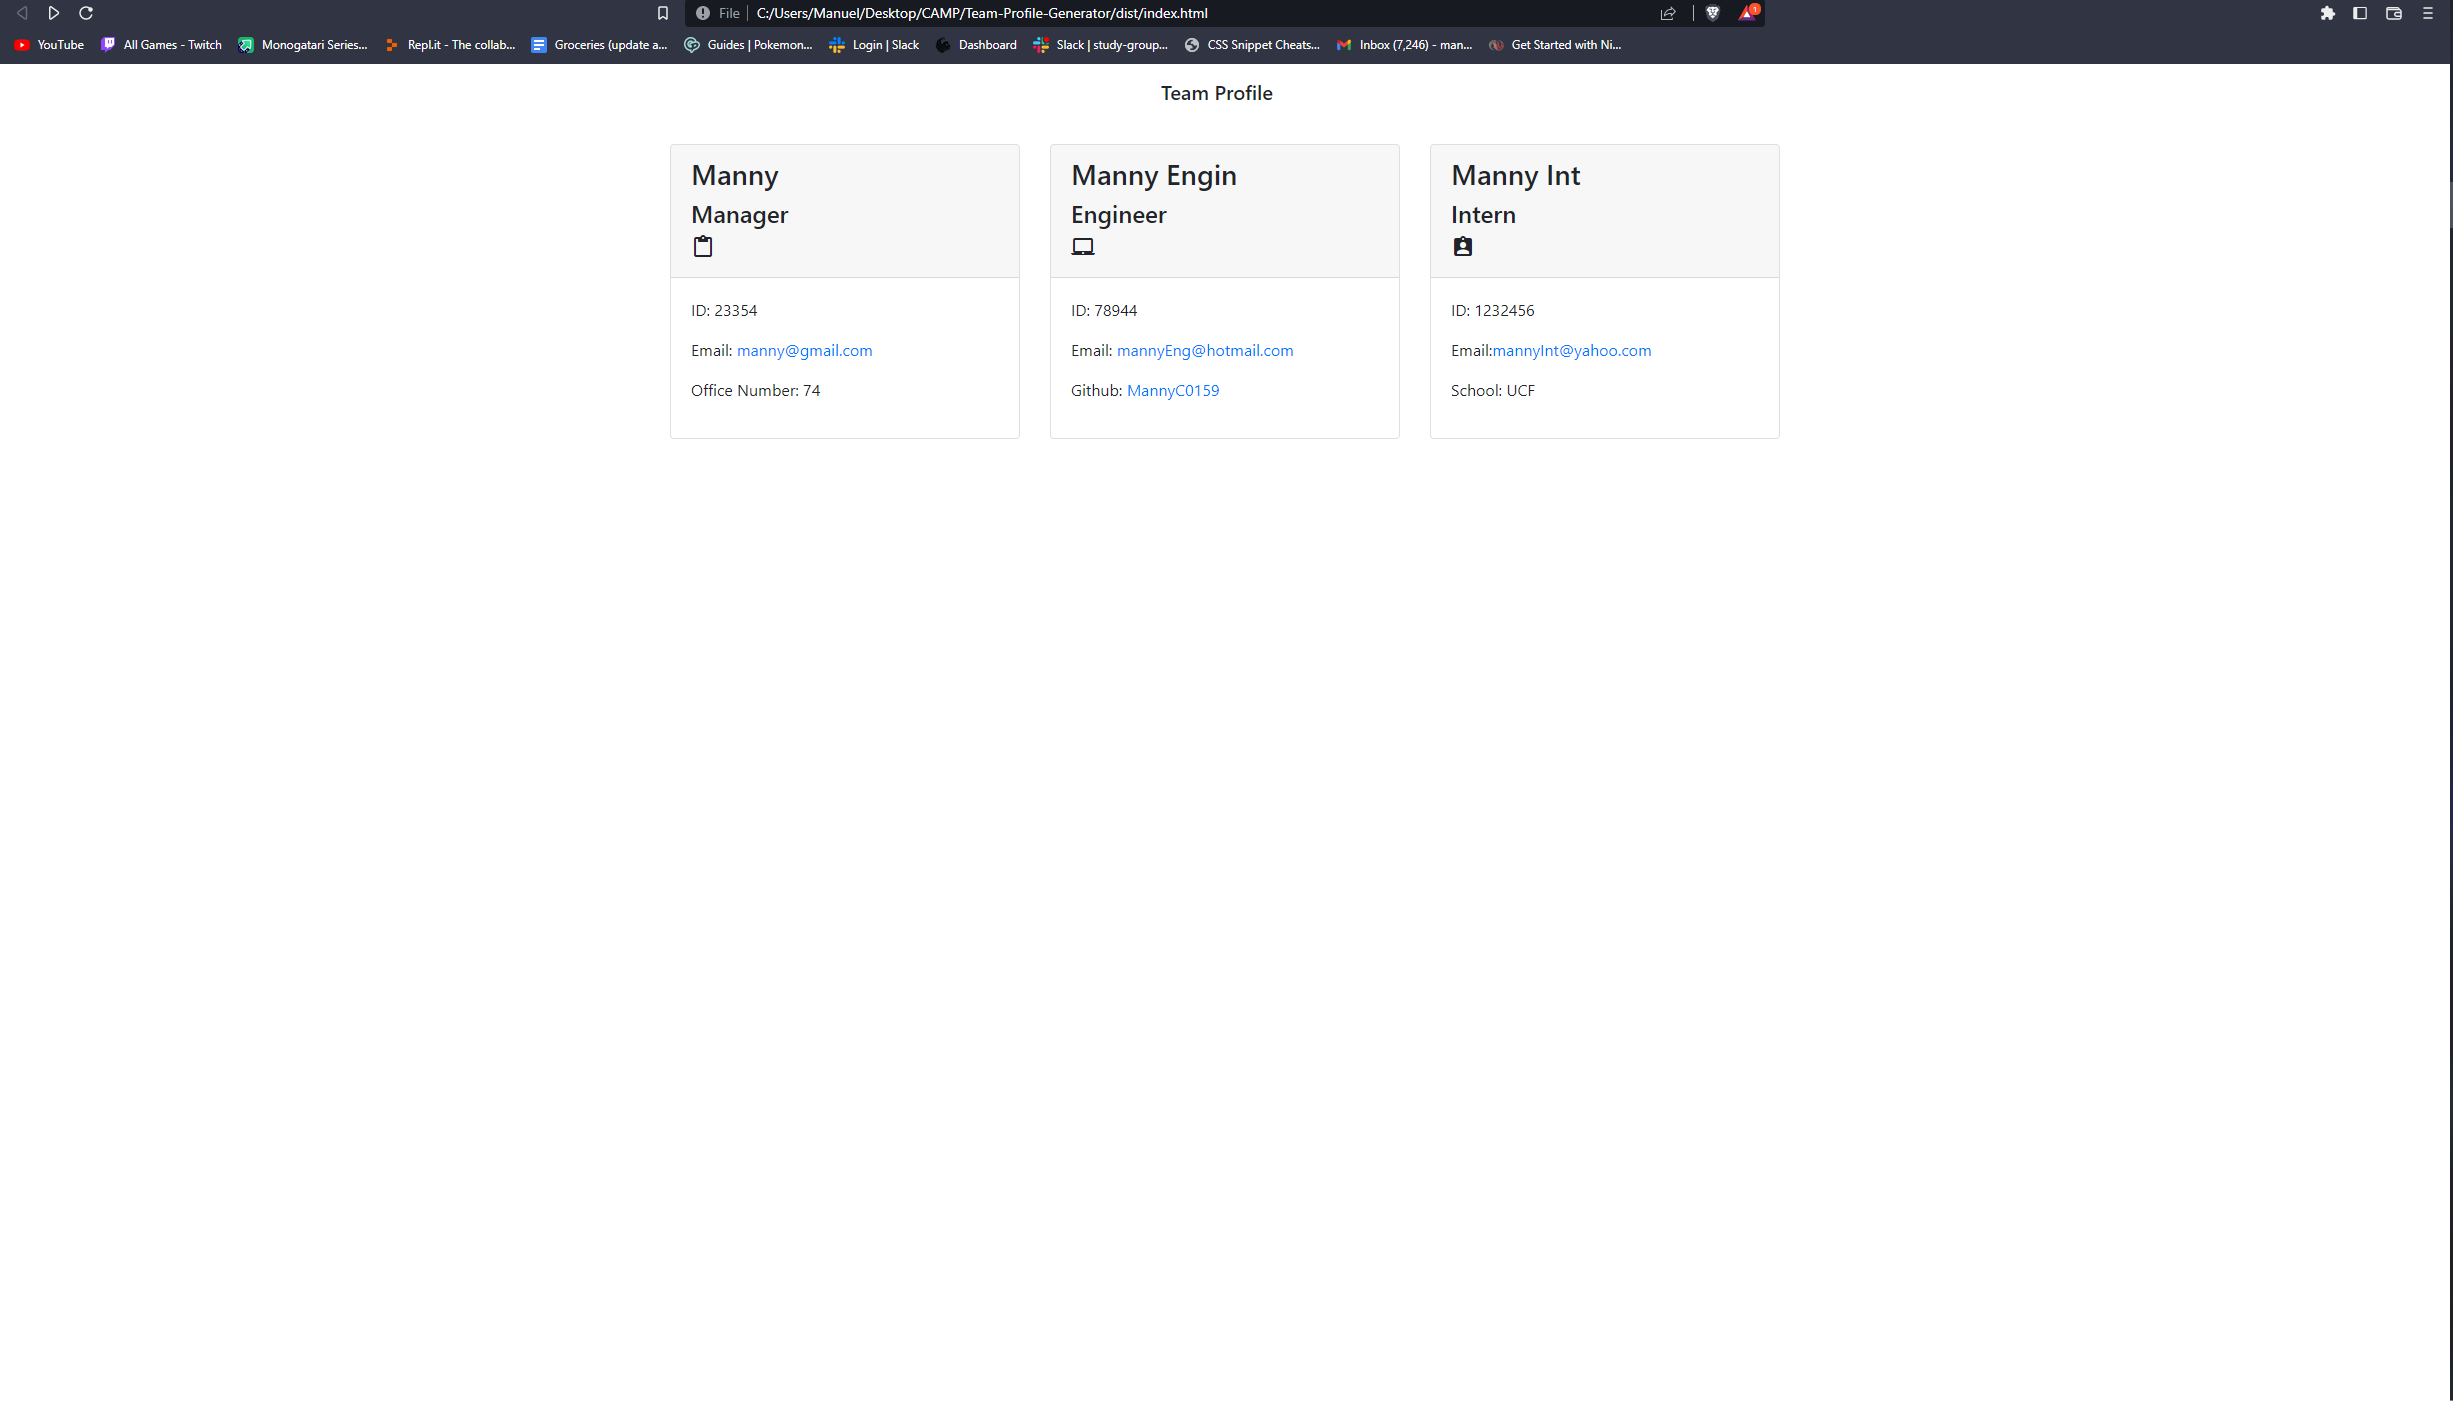 File C:/Users/Manuel/Desktop/CAMP/Team-Profile-Generator/dist/index.html 1
YouTube All Games - Twitch Monogatari Series... Repl.it - The collab... Groceries (update a... Guides | Pokemon... Login | Slack Dashboard Slack | study-group... CSS Snippet Cheats... Inbox (7,246) - man... Get Started with Ni...
Team Profile
Manny
Manager
ID: 23354
Email: manny@gmail.com
Office Number: 74
Manny Engin
Engineer
ID: 78944
Email: mannyEng@hotmail.com
Github: MannyC0159
Manny Int
Intern
ID: 1232456
Email:mannyInt@yahoo.com
School: UCF